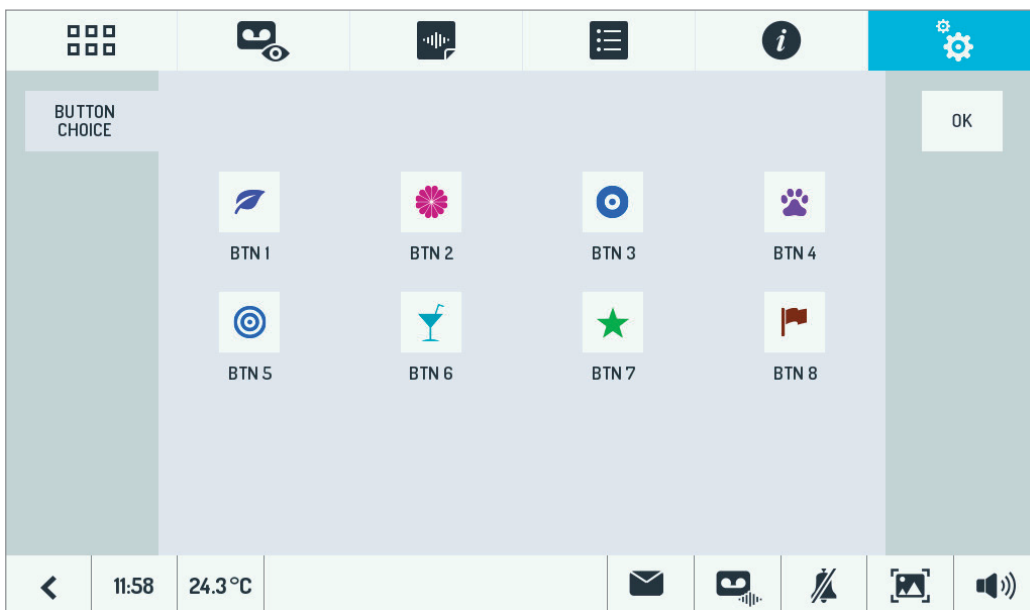 i
BUTTON
CHOICE
OK
BTN 1
BTN 2
BTN 3
BTN 4
BTN 5
BTN 6
BTN 7
BTN 8
11:58
24.3 °C